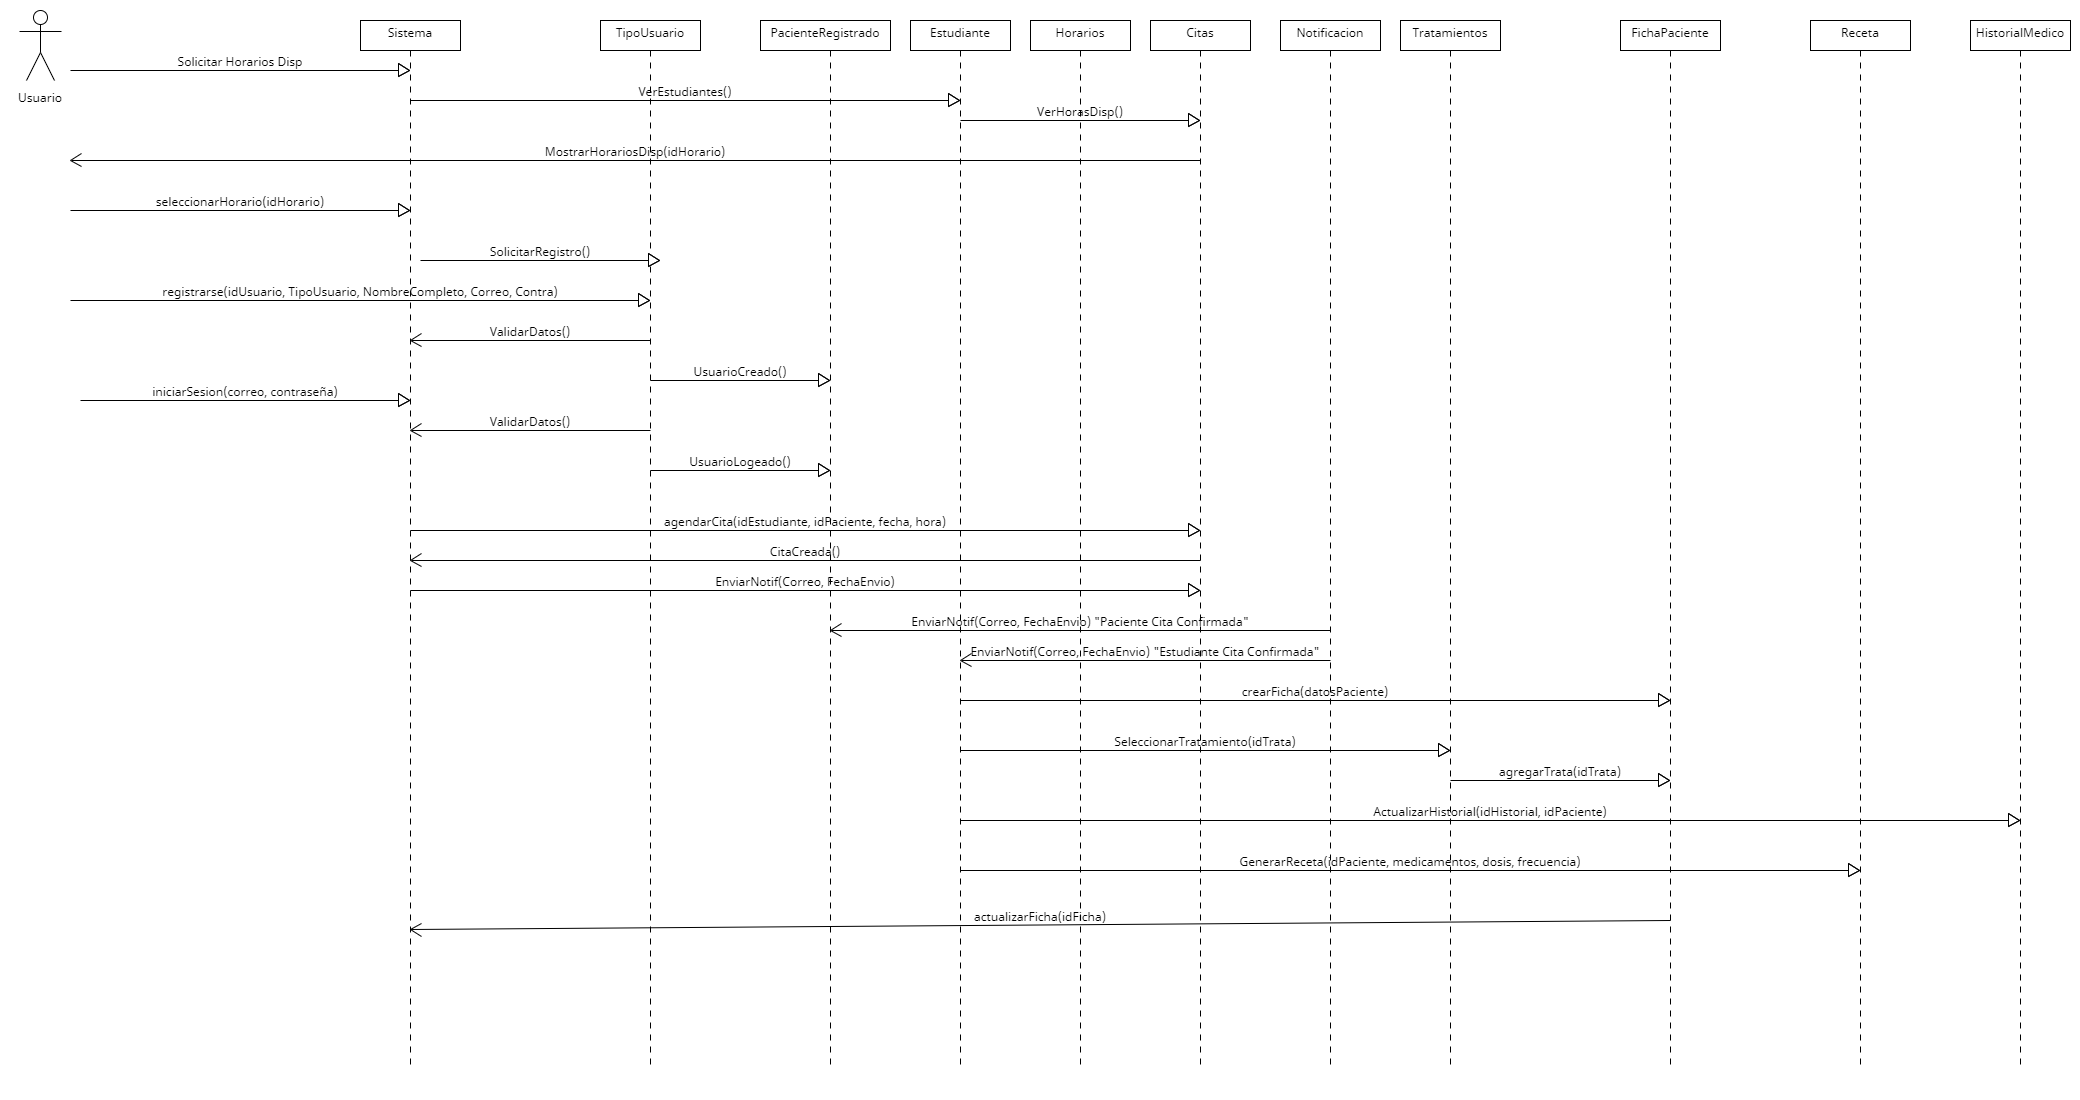 Sistema
TipoUsuario
PacienteRegistrado
Estudiante
Horarios
Citas
Notificacion
Tratamientos
FichaPaciente
Receta
HistorialMedico
Usuario
Solicitar Horarios Disp
VerEstudiantes()
VerHorasDisp()
MostrarHorariosDisp(idHorario)
seleccionarHorario(idHorario)
SolicitarRegistro()
registrarse(idUsuario, TipoUsuario, NombreCompleto, Correo, Contra)
ValidarDatos()
UsuarioCreado()
iniciarSesion(correo, contraseña)
ValidarDatos()
UsuarioLogeado()
agendarCita(idEstudiante, idPaciente, fecha, hora)
CitaCreada()
EnviarNotif(Correo, FechaEnvio)
EnviarNotif(Correo, FechaEnvio) "Paciente Cita Confirmada"
EnviarNotif(Correo, FechaEnvio) "Estudiante Cita Confirmada"
crearFicha(datosPaciente)
SeleccionarTratamiento(idTrata)
agregarTrata(idTrata)
ActualizarHistorial(idHistorial, idPaciente)
GenerarReceta(idPaciente, medicamentos, dosis, frecuencia)
actualizarFicha(idFicha)